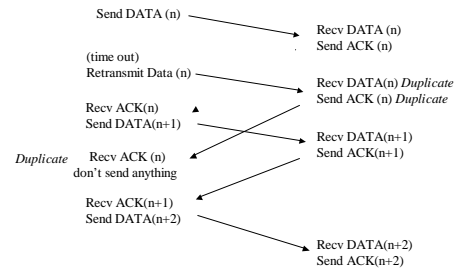 Send DATA (n)
Recv DATA (n)
Send ACK (n)
(time out)
Retransmit Data (n)
Recv DATA(n) Duplicate
Send ACK (n) Duplicate
Recv ACK(n)
Send DATA(n+1)
Recv DATA(n+1)
Send ACK(n+1)
Duplicate Recv ACK (n)
don't send anything
Recv ACK(n+1)
Send DATA(n+2)
Recv DATA(n+2)
Send ACK(n+2)